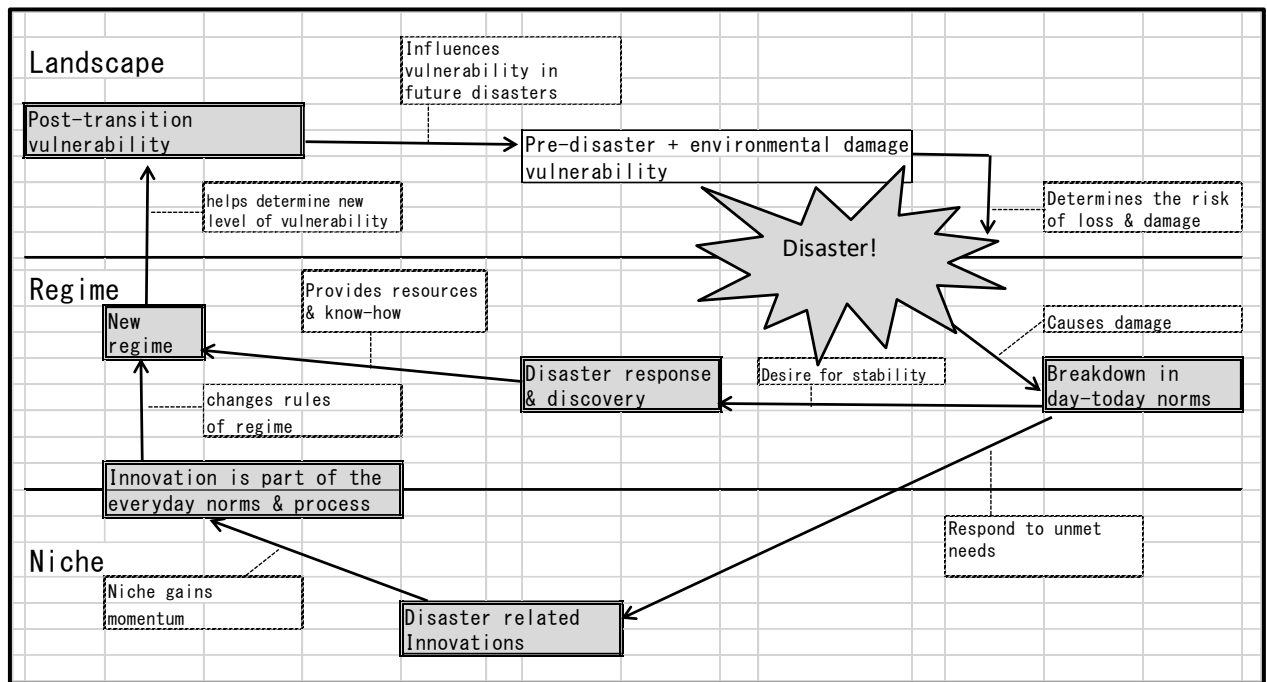 Landscape
Influences
vulnerability in
future disasters
Post-transition
vulnerability
Pre-disaster + environmental damage
vulnerability
helps determine new
level of vulnerability
Determines the risk
of loss & damage
Disaster!
Regime
Provides resources
& know-how
New
regime
Causes damage
Disaster response
& discovery
Desire for stability
Breakdown in
day-today norms
changes rules
of regime
Innovation is part of the
everyday norms & process
Respond to unmet
needs
Niche
Niche gains
momentum
Disaster related
Innovations